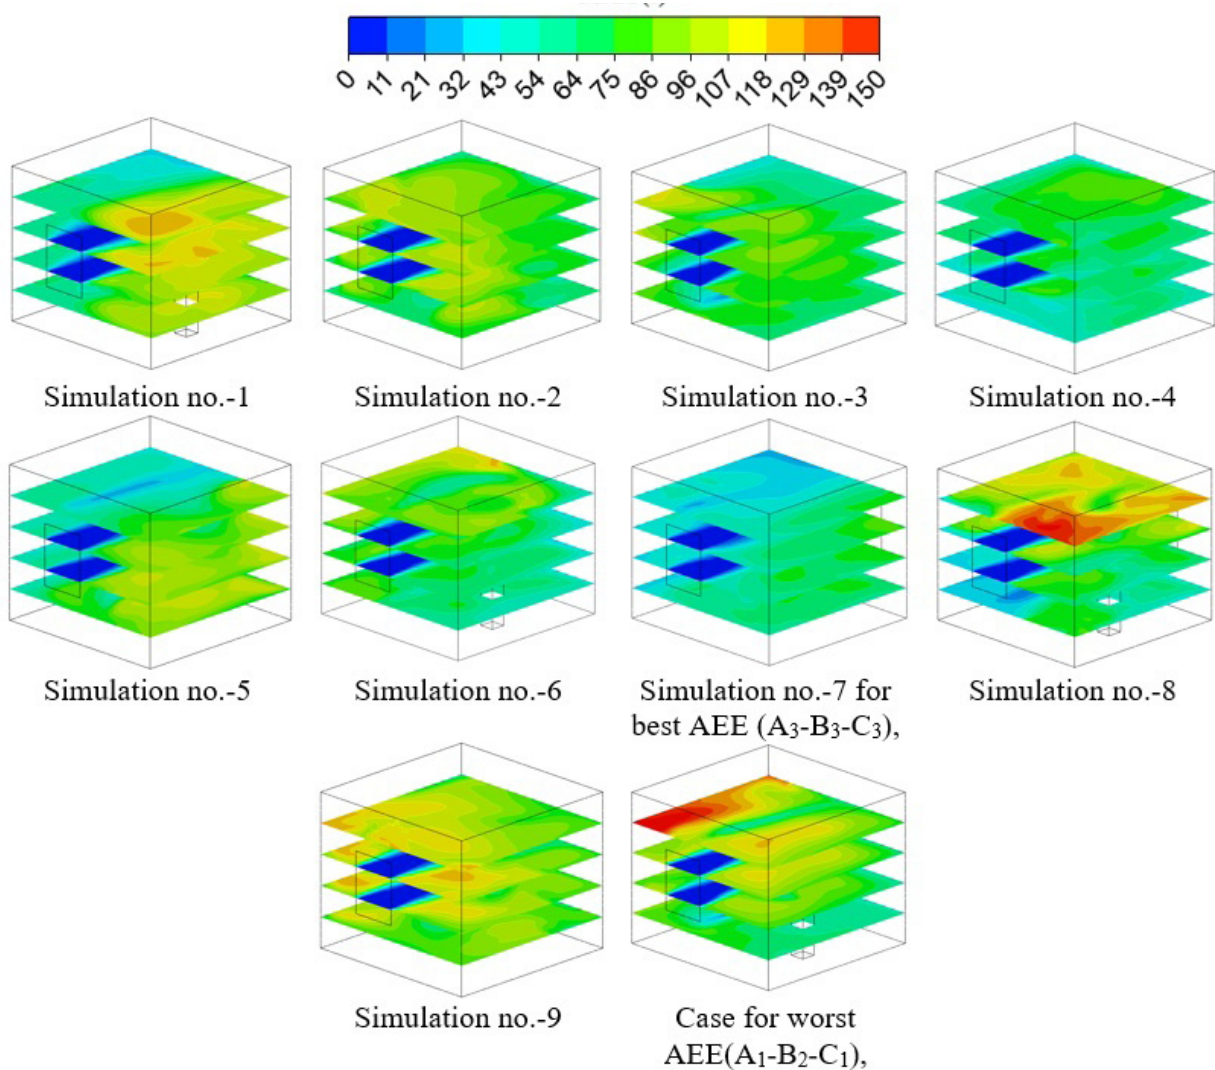 0 11 21 32 43 54 64 75 86 96 107 118 129 139 150
Simulation no.-1 Simulation no.-2 Simulation no.-3 Simulation no.-4
Simulation no.-5 Simulation no.-6 Simulation no.-7 for Simulation no.-8
best AEE (A₃-B₃-C₃),
Simulation no.-9 Case for worst
AEE(A₁-B₂-C₁),